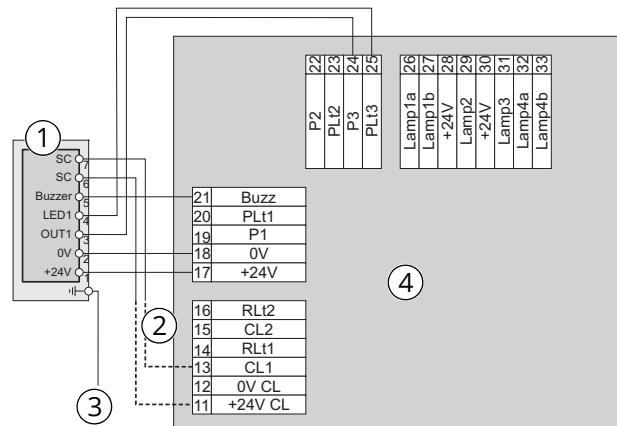 22 P2
23 PLt2
24 P3
25 PLt3
26 Lamp1a
27 Lamp1b
28 +24V
29 Lamp2
30 +24V
31 Lamp3
32 Lamp4a
33 Lamp4b
1
SC 7
SC 6
Buzzer 5
LED1 4
OUT1 3
0V 2
+24V 1
21 Buzz
20 PLt1
19 P1
18 0V
17 +24V
16 RLt2
15 CL2
14 RLt1
13 CL1
12 0V CL
11 +24V CL
2
3
4